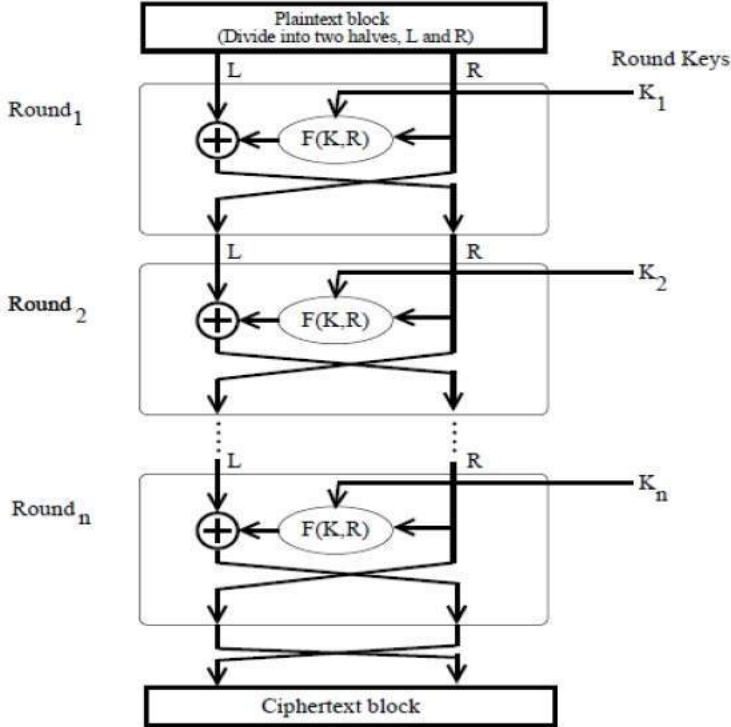 Plaintext block
(Divide into two halves, L and R)
L
R
Round Keys
Round1
K1
F(K,R)
L
R
Round2
K2
F(K,R)
L
R
Roundn
Kn
F(K,R)
Ciphertext block